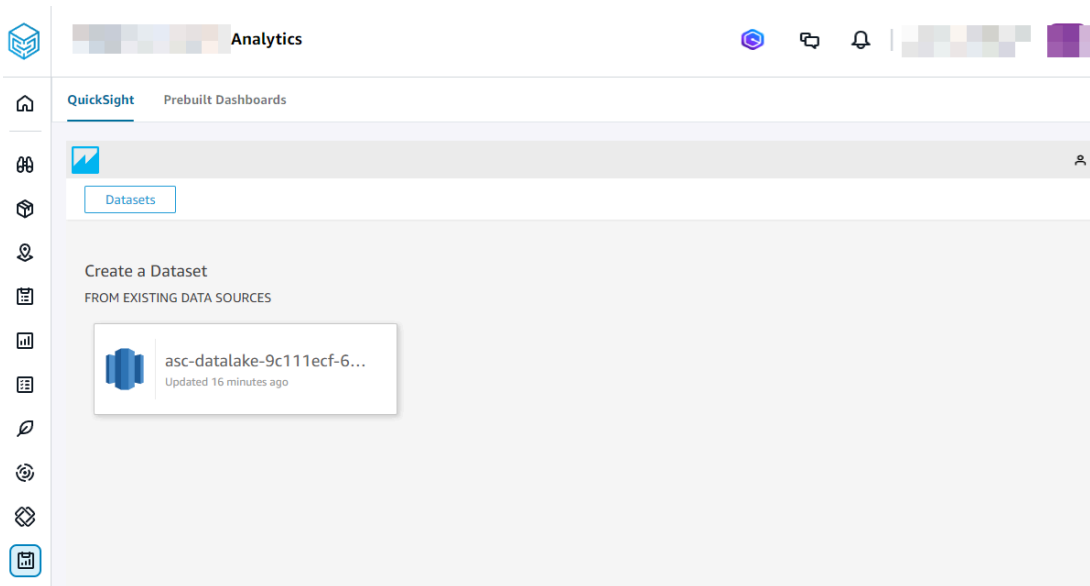 Analytics
QuickSight
Prebuilt Dashboards
Datasets
Create a Dataset
FROM EXISTING DATA SOURCES
asc-datalake-9c111ecf-6...
Updated 16 minutes ago